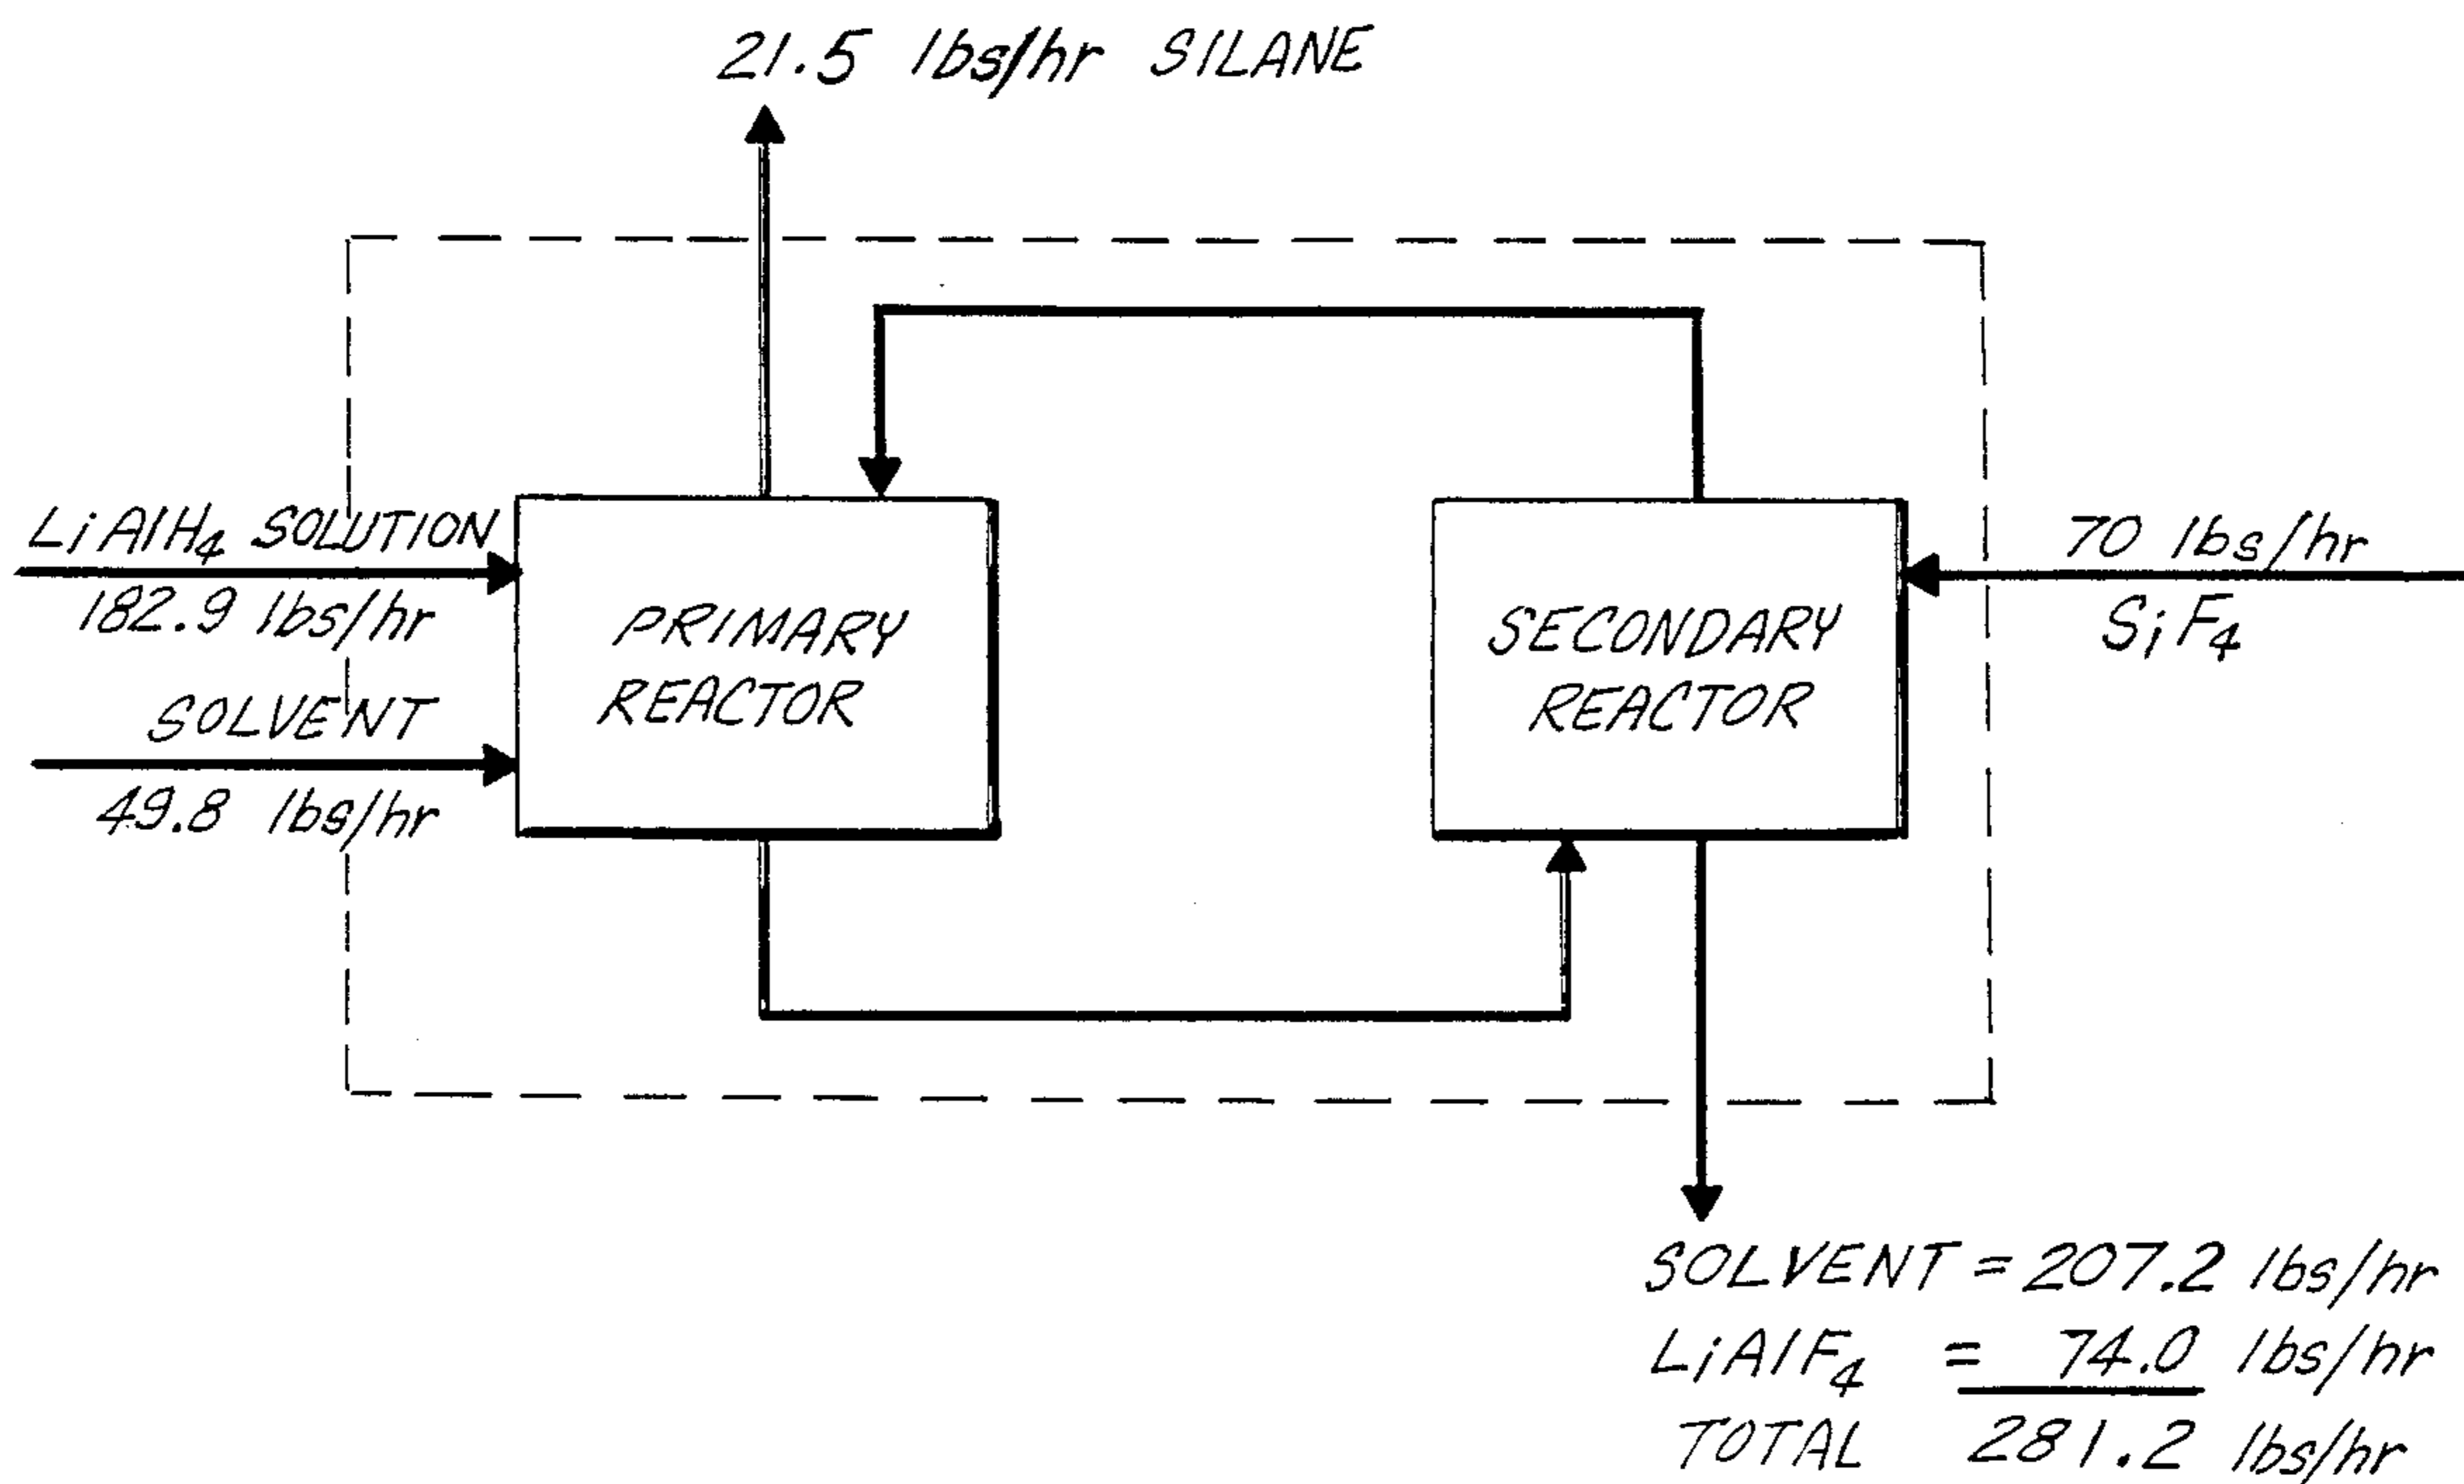 21.5 lbs/hr SILANE
LiAlH₄ SOLUTION
182.9 lbs/hr
SOLVENT
49.8 lbs/hr
PRIMARY
REACTOR
SECONDARY
REACTOR
70 lbs/hr
SiF₄
SOLVENT = 207.2 lbs/hr
LiAlF₄ = 74.0 lbs/hr
TOTAL 281.2 lbs/hr